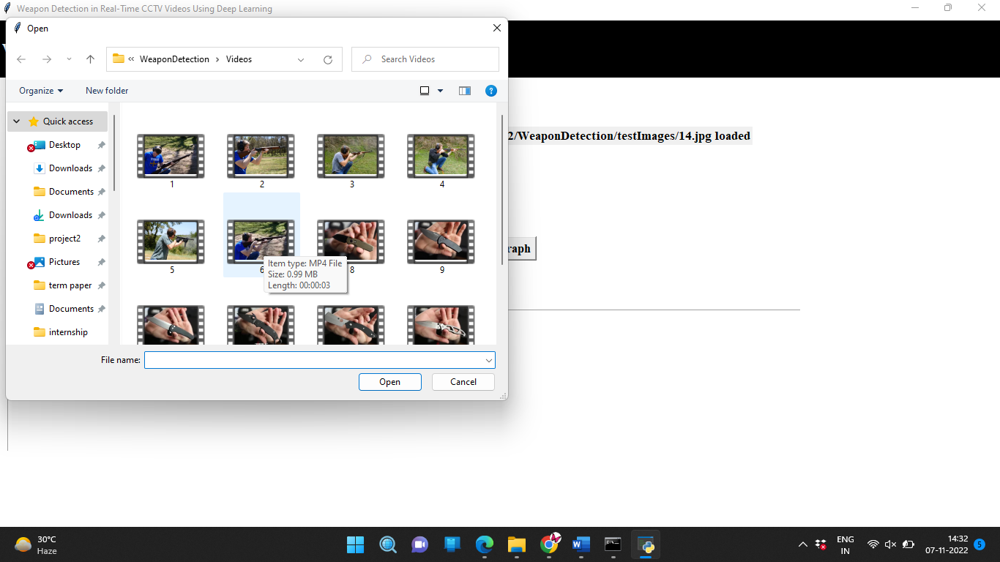 Weapon Detection in Real-Time CCTV Videos Using Deep Learning
Open
« WeaponDetection › Videos
Search Videos
Organize
New folder
2/WeaponDetection/testImages/14.jpg loaded
Quick access
Desktop
Downloads
Documents
Downloads
project2
Pictures
term paper
Documents
internship
1
2
3
4
5
6
8
9
Item type: MP4 File
Size: 0.99 MB
Length: 00:00:03
raph
File name:
Open
Cancel
30°C
Haze
ENG
IN
14:32
07-11-2022
5